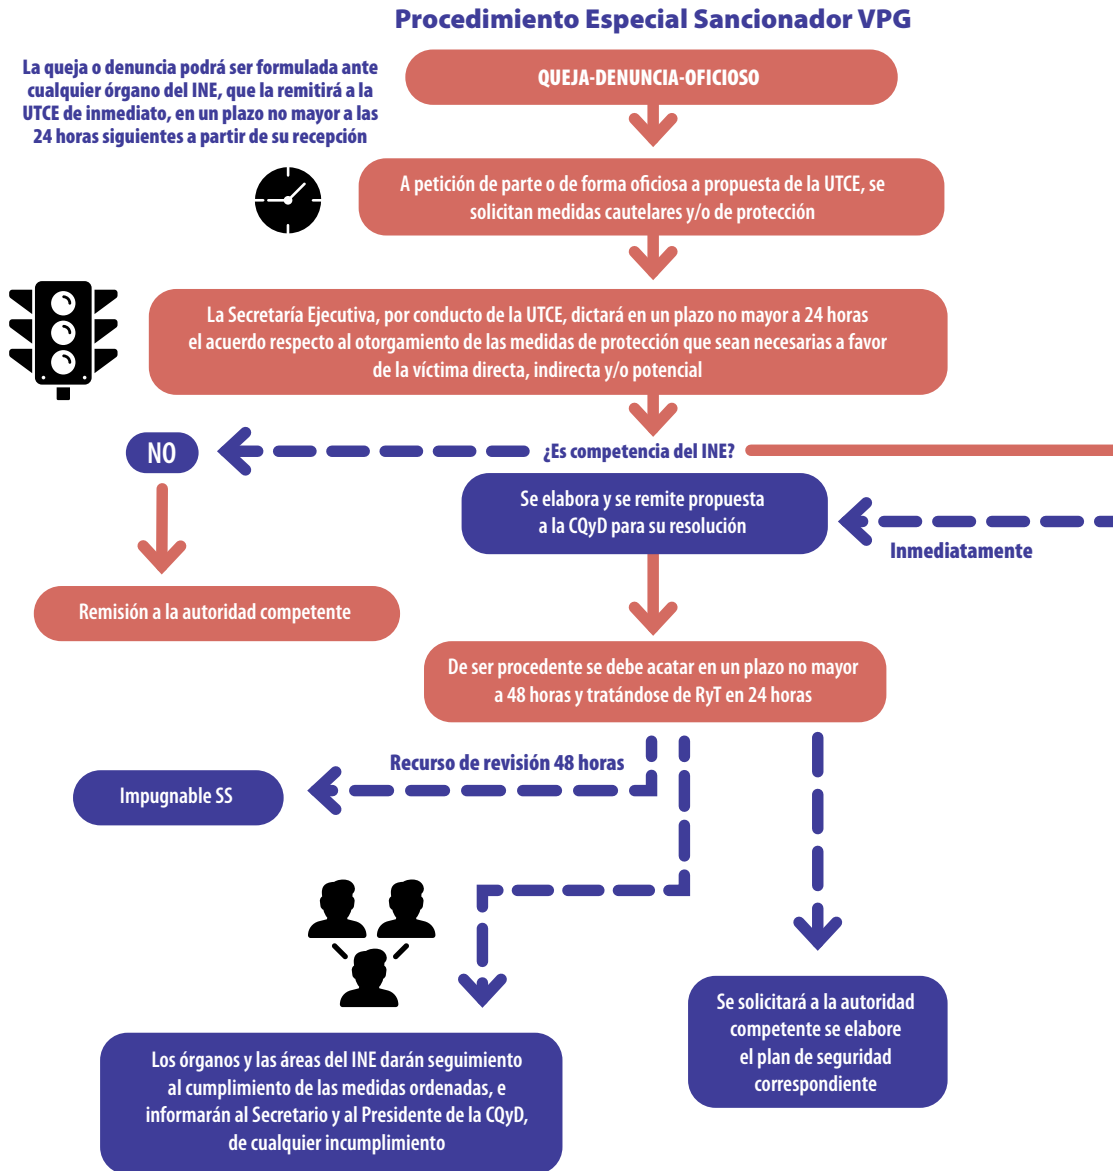 Procedimiento Especial Sancionador VPG
La queja o denuncia podrá ser formulada ante
cualquier órgano del INE, que la remitirá a la
UTCE de inmediato, en un plazo no mayor a las
24 horas siguientes a partir de su recepción
QUEJA-DENUNCIA-OFICIOSO
A petición de parte o de forma oficiosa a propuesta de la UTCE, se
solicitan medidas cautelares y/o de protección
La Secretaría Ejecutiva, por conducto de la UTCE, dictará en un plazo no mayor a 24 horas
el acuerdo respecto al otorgamiento de las medidas de protección que sean necesarias a favor
de la víctima directa, indirecta y/o potencial
NO
¿Es competencia del INE?
Se elabora y se remite propuesta
a la CQyD para su resolución
Inmediatamente
Remisión a la autoridad competente
De ser procedente se debe acatar en un plazo no mayor
a 48 horas y tratándose de RyT en 24 horas
Recurso de revisión 48 horas
Impugnable SS
Los órganos y las áreas del INE darán seguimiento
al cumplimiento de las medidas ordenadas, e
informarán al Secretario y al Presidente de la CQyD,
de cualquier incumplimiento
Se solicitará a la autoridad
competente se elabore
el plan de seguridad
correspondiente